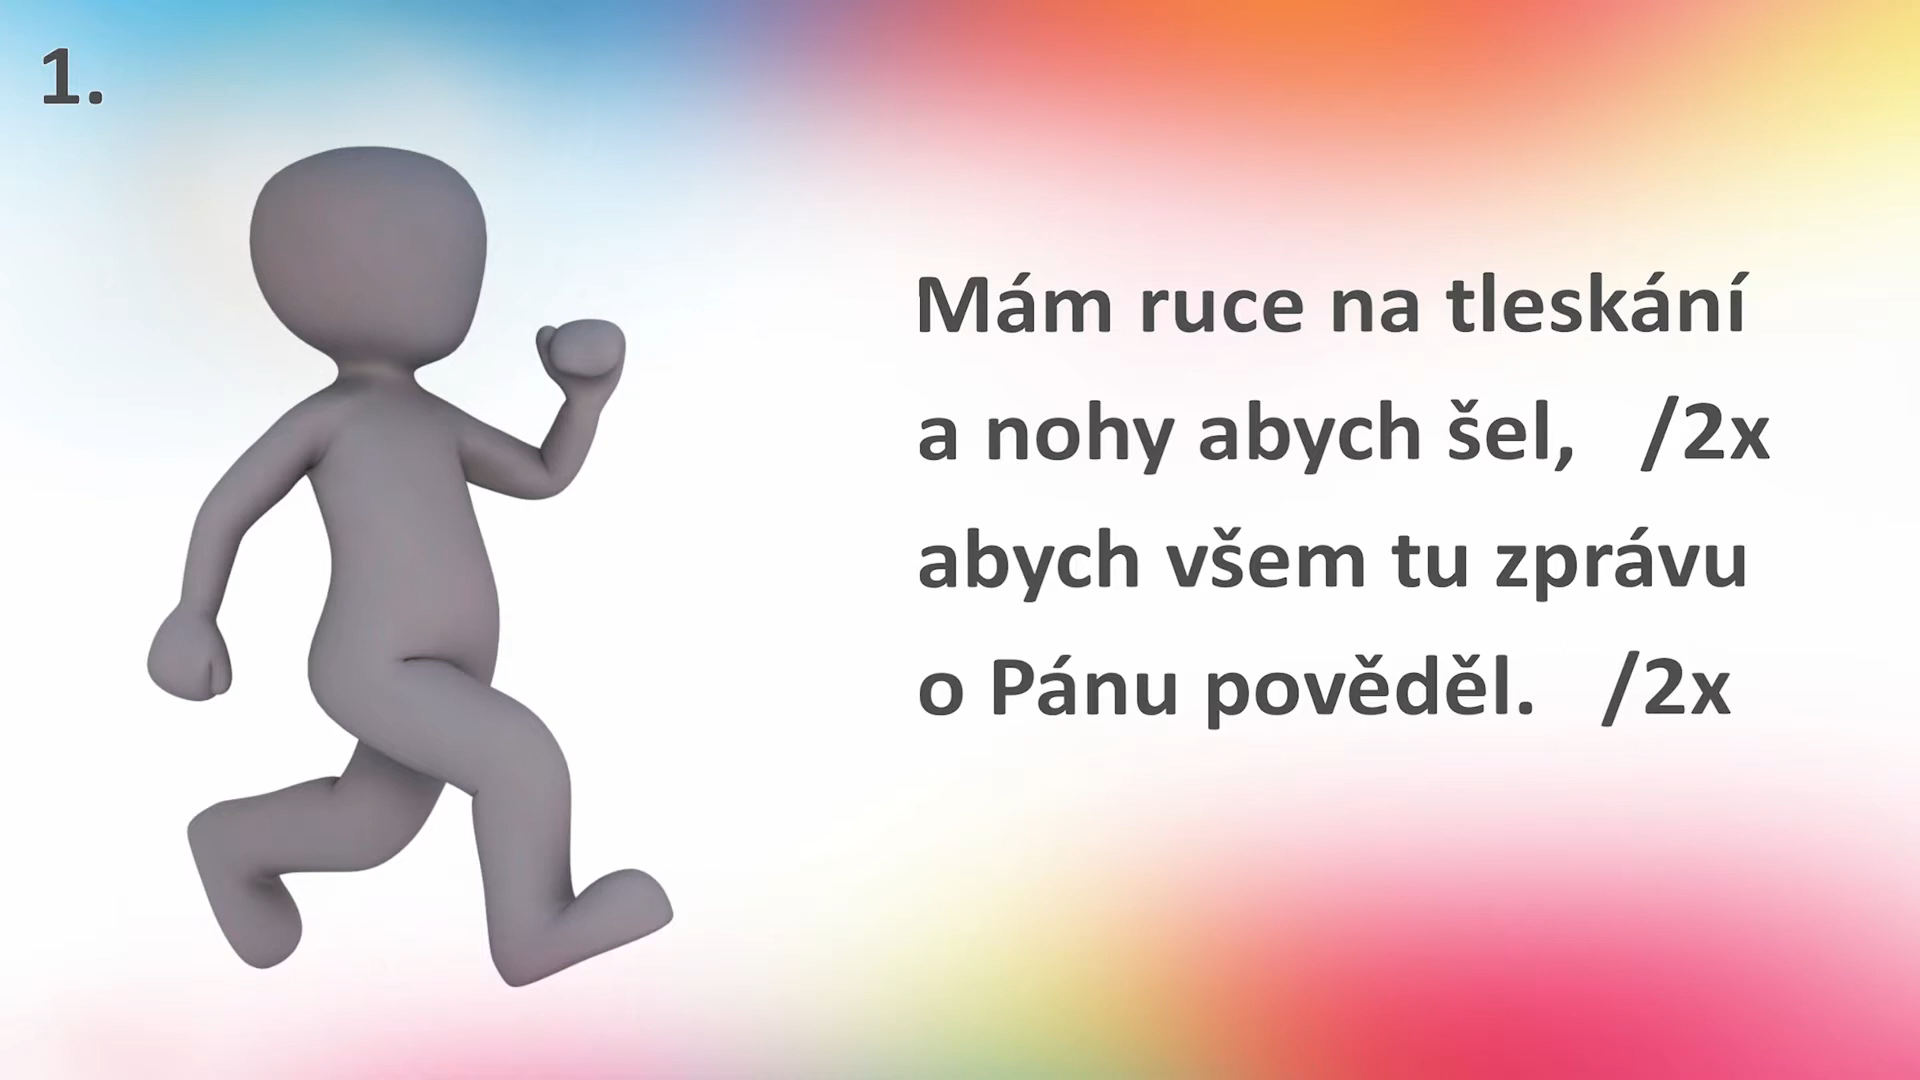 1.
Mám ruce na tleskání
a nohy abych šel, /2x
abych všem tu zprávu
o Pánu pověděl. /2x